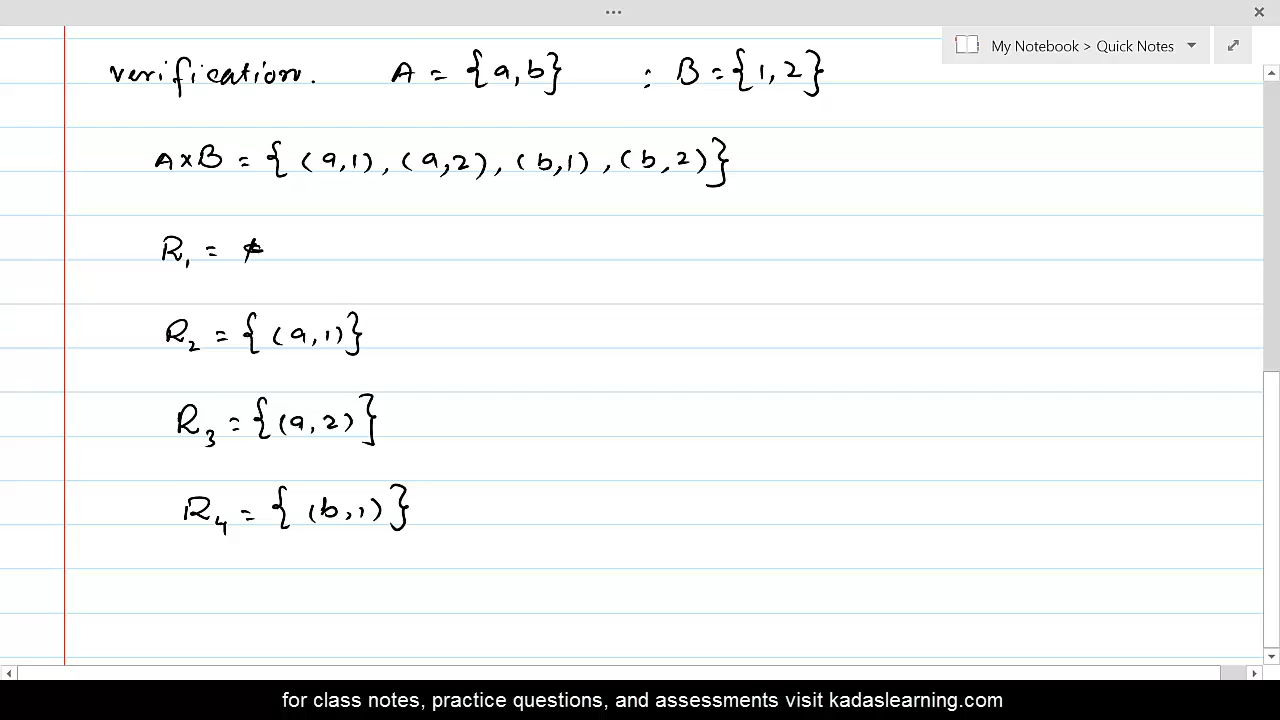 ...
My Notebook > Quick Notes
verification. A = {a,b} : B = {1,2}
A×B = { (a,1), (a,2), (b,1), (b,2)}
R₁ = ϕ
R₂ = { (a,1)}
R₃ = {(a,2)}
R₄ = { (b,1)}
for class notes, practice questions, and assessments visit kadaslearning.com